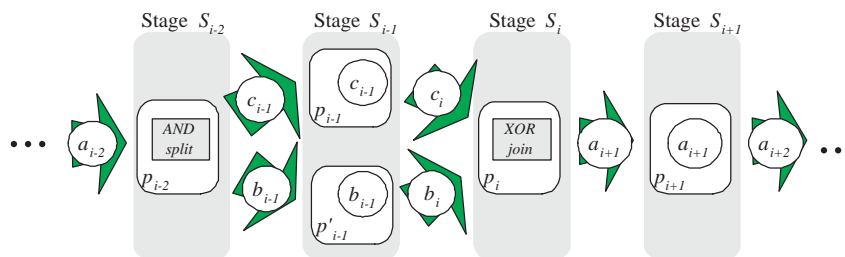 Stage S_{i-2} Stage S_{i-1} Stage S_i Stage S_{i+1}
c_{i-1} c_{i-1} c_i
p_{i-1}
... a_{i-2} AND split XOR join a_{i+1} a_{i+1} a_{i+2} ..
p_{i-2} b_{i-1} b_{i-1} b_i p_i p_{i+1}
p'_{i-1}